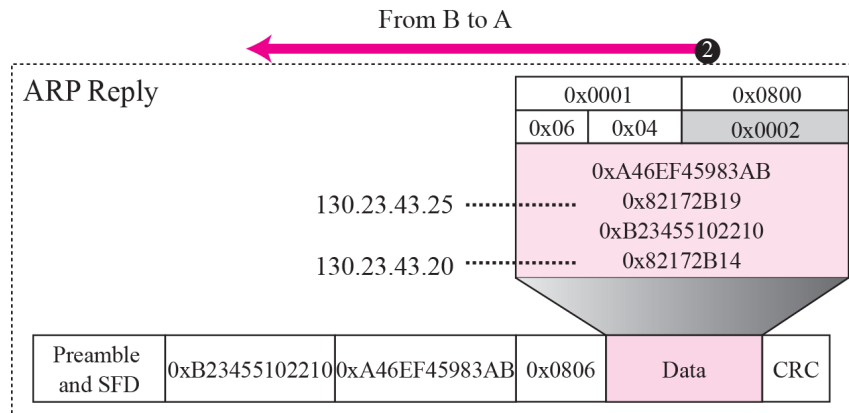 From B to A
2
ARP Reply
0x0001 0x0800
0x06 0x04 0x0002
0xA46EF45983AB
130.23.43.25 0x82172B19
0xB23455102210
130.23.43.20 0x82172B14
Preamble and SFD 0xB23455102210 0xA46EF45983AB 0x0806 Data CRC